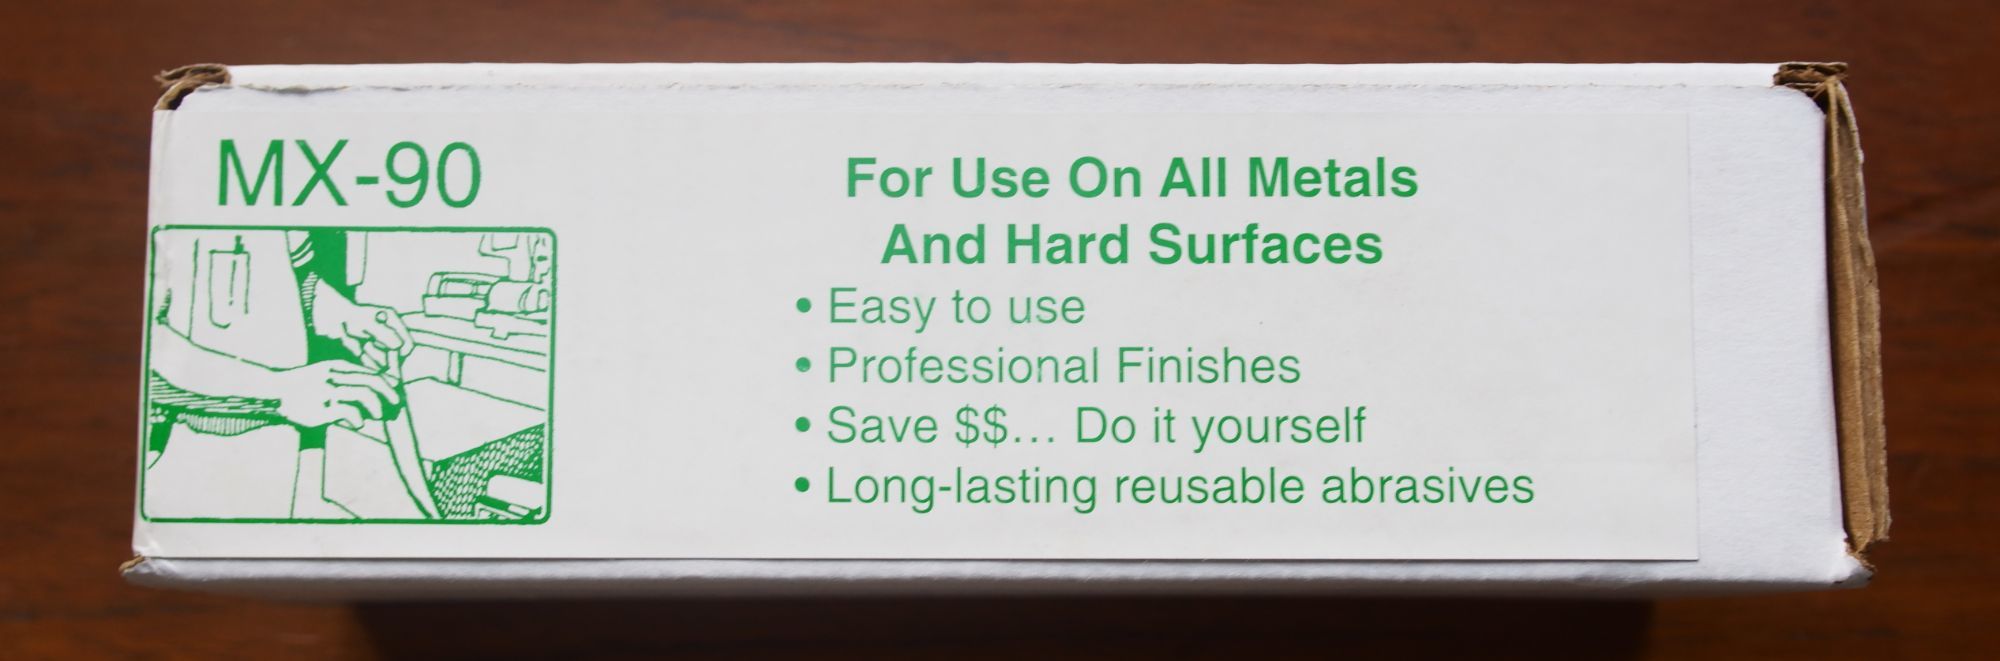 MX-90
For Use On All Metals
And Hard Surfaces
• Easy to use
• Professional Finishes
• Save $$... Do it yourself
• Long-lasting reusable abrasives